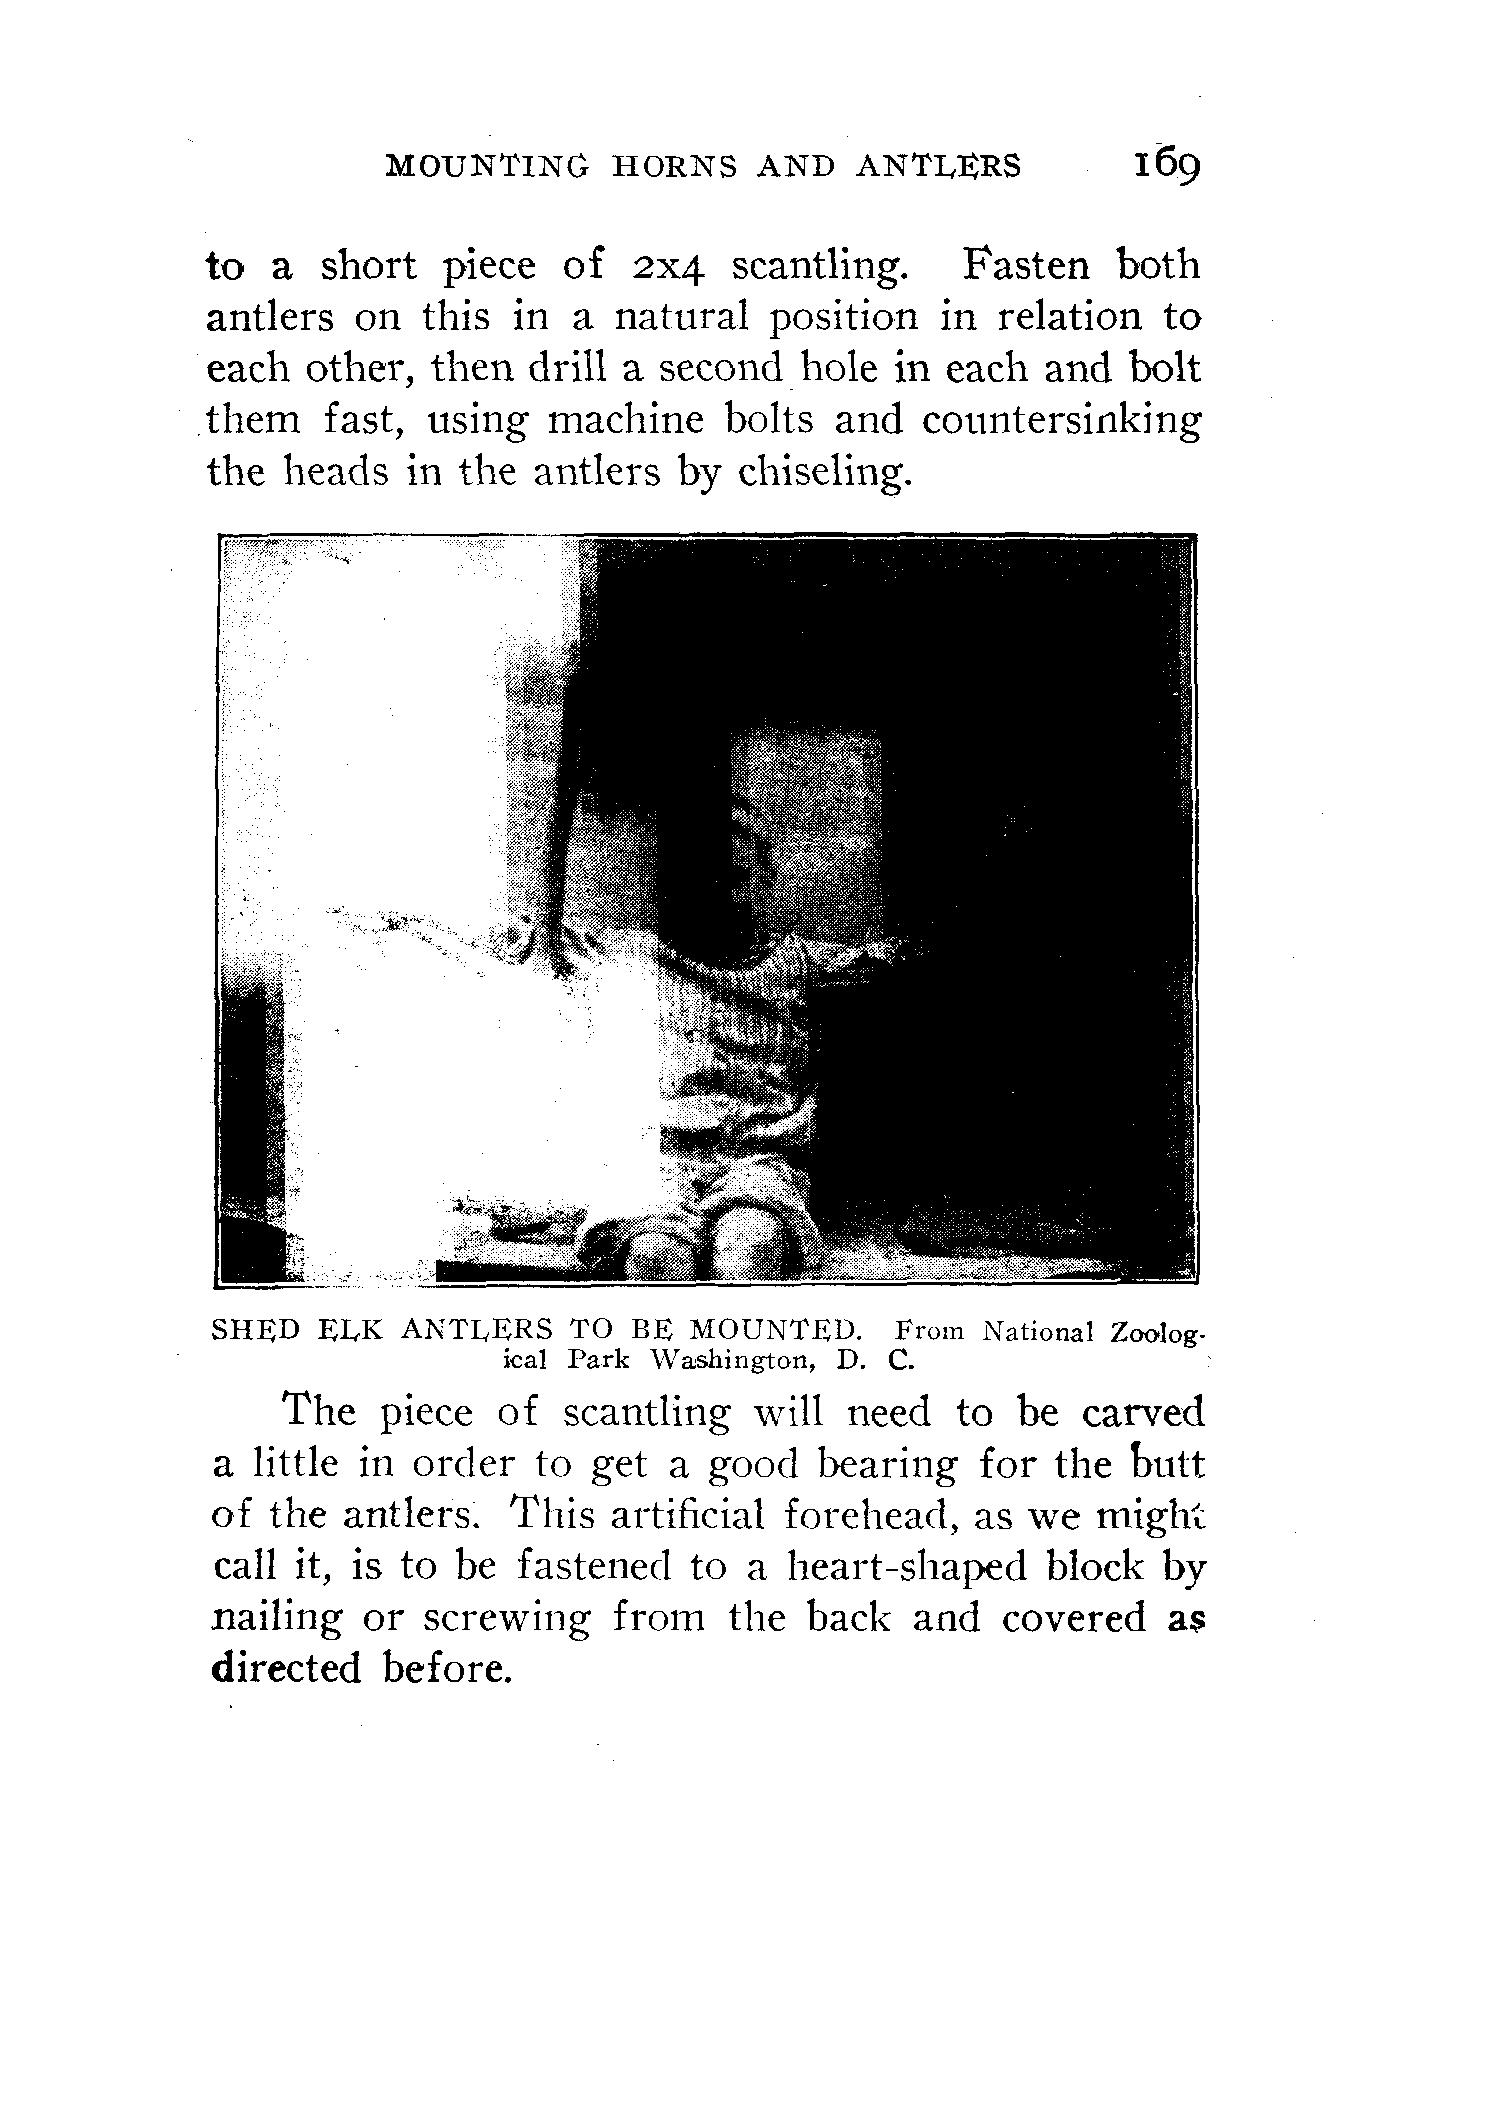 MOUNTING HORNS AND ANTLERS 169
to a short piece of 2x4 scantling. Fasten both
antlers on this in a natural position in relation to
each other, then drill a second hole in each and bolt
them fast, using machine bolts and countersinking
the heads in the antlers by chiseling.
SHED ELK ANTLERS TO BE MOUNTED. From National Zoolog-
ical Park Washington, D. C.
The piece of scantling will need to be carved
a little in order to get a good bearing for the butt
of the antlers. This artificial forehead, as we might
call it, is to be fastened to a heart-shaped block by
nailing or screwing from the back and covered as
directed before.